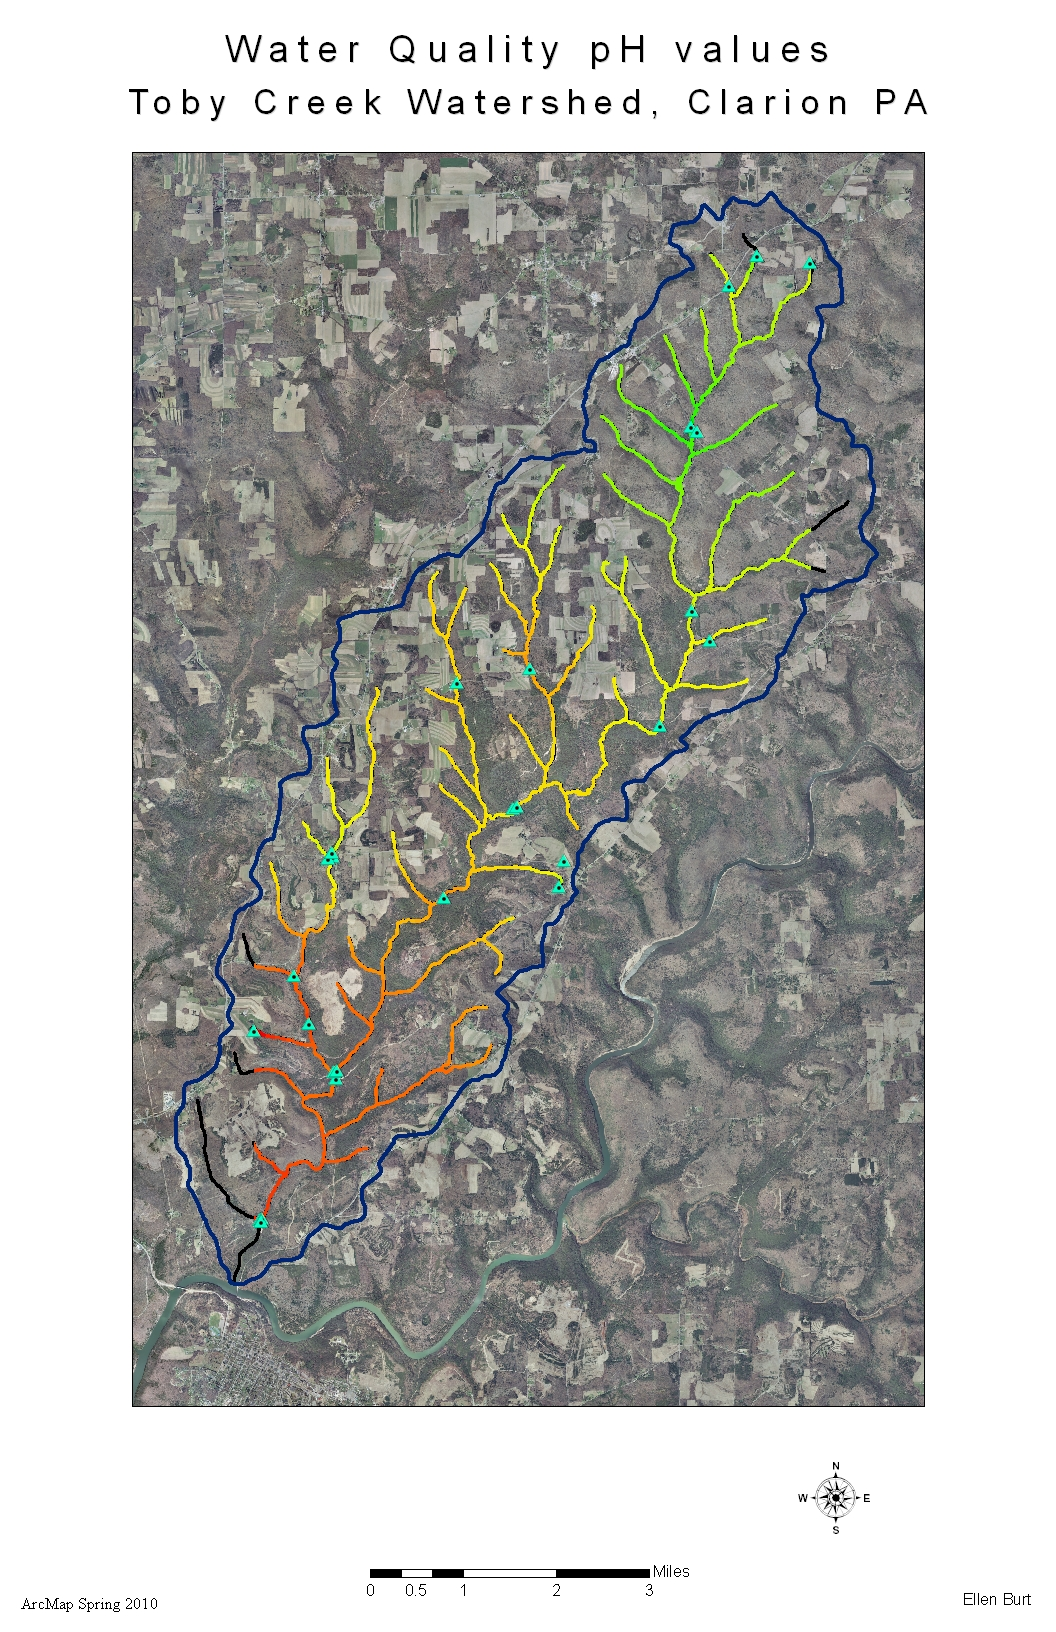 Water Quality pH values
Toby Creek Watershed, Clarion PA
N
W E
S
Miles
0 0.5 1 2 3
ArcMap Spring 2010
Ellen Burt